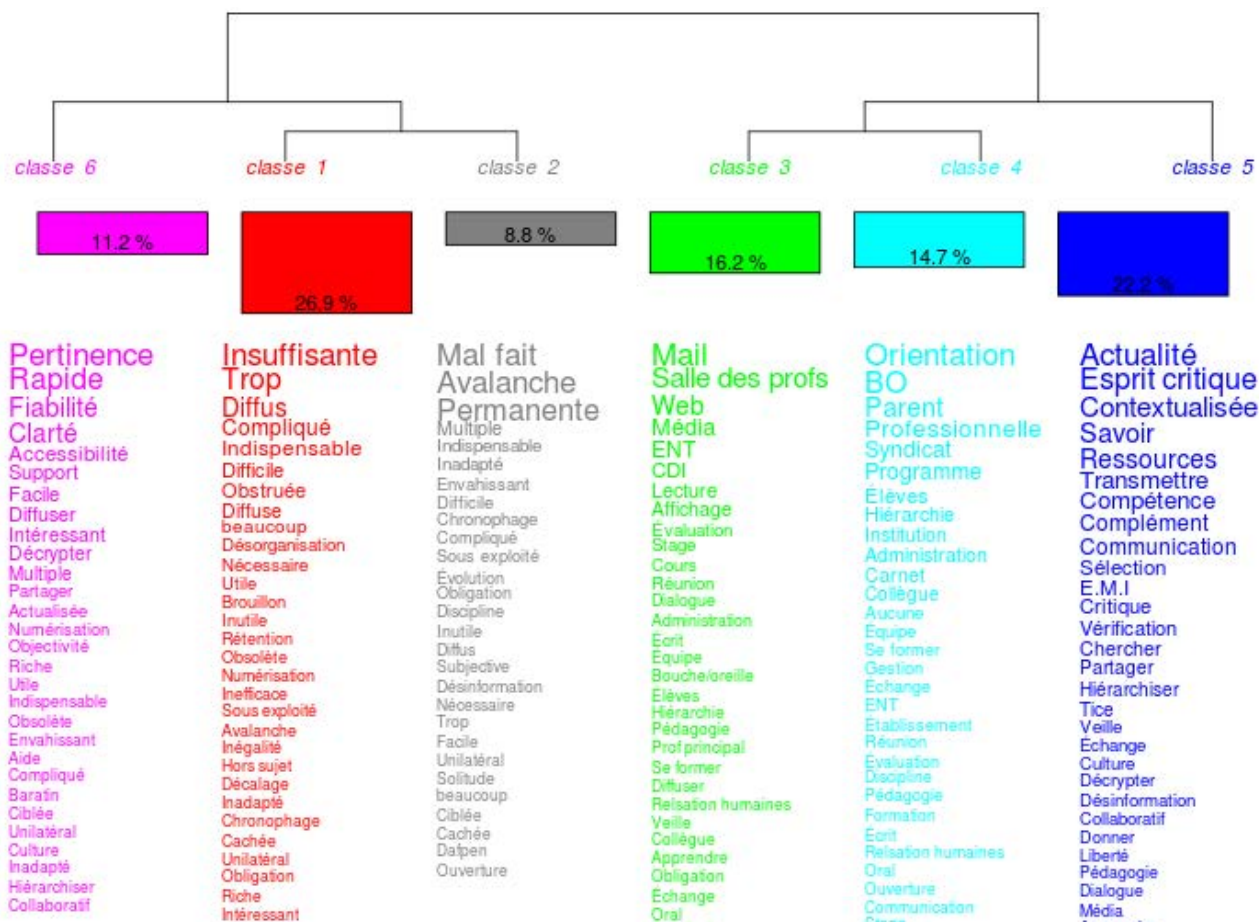 classe 6
classe 1
classe 2
classe 3
classe 4
classe 5
11.2 %
26.9 %
8.8 %
16.2 %
14.7 %
22.2 %
Pertinence
Rapide
Fiabilité
Clarté
Accessibilité
Support
Facile
Diffuser
Intéressant
Décrypter
Multiple
Partager
Actualisée
Numérisation
Objectivité
Riche
Utile
Indispensable
Obsolète
Envahissant
Aide
Compliqué
Baratin
Ciblée
Unilatéral
Culture
Inadapté
Hiérarchiser
Collaboratif
Insuffisante
Trop
Diffus
Compliqué
Indispensable
Difficile
Obstruée
Diffuse
beaucoup
Désorganisation
Nécessaire
Utile
Brouillon
Inutile
Rétention
Obsolète
Numérisation
Inefficace
Sous exploité
Avalanche
Inégalité
Hors sujet
Décalage
Inadapté
Chronophage
Cachée
Unilatéral
Obligation
Riche
Intéressant
Mal fait
Avalanche
Permanente
Multiple
Indispensable
Inadapté
Envahissant
Difficile
Chronophage
Compliqué
Sous exploité
Évolution
Obligation
Discipline
Inutile
Diffus
Subjective
Désinformation
Nécessaire
Trop
Facile
Unilatéral
Solitude
beaucoup
Ciblée
Cachée
Dafpen
Ouverture
Mail
Salle des profs
Web
Média
ENT
CDI
Lecture
Affichage
Évaluation
Stage
Cours
Réunion
Dialogue
Administration
Écrit
Équipe
Bouche/oreille
Elèves
Hiérarchie
Pédagogie
Prof principal
Se former
Diffuser
Relsation humaines
Veille
Collègue
Apprendre
Obligation
Échange
Oral
Orientation
BO
Parent
Professionnelle
Syndicat
Programme
Élèves
Hiérarchie
Institution
Administration
Carnet
Collègue
Aucune
Équipe
Se former
Gestion
Échange
ENT
Établissement
Réunion
Évaluation
Discipline
Pédagogie
Formation
Écrit
Relsation humaines
Oral
Ouverture
Communication
Actualité
Esprit critique
Contextualisée
Savoir
Ressources
Transmettre
Compétence
Complément
Communication
Sélection
E.M.I
Critique
Vérification
Chercher
Partager
Hiérarchiser
Tice
Veille
Échange
Culture
Décrypter
Désinformation
Collaboratif
Donner
Liberté
Pédagogie
Dialogue
Média